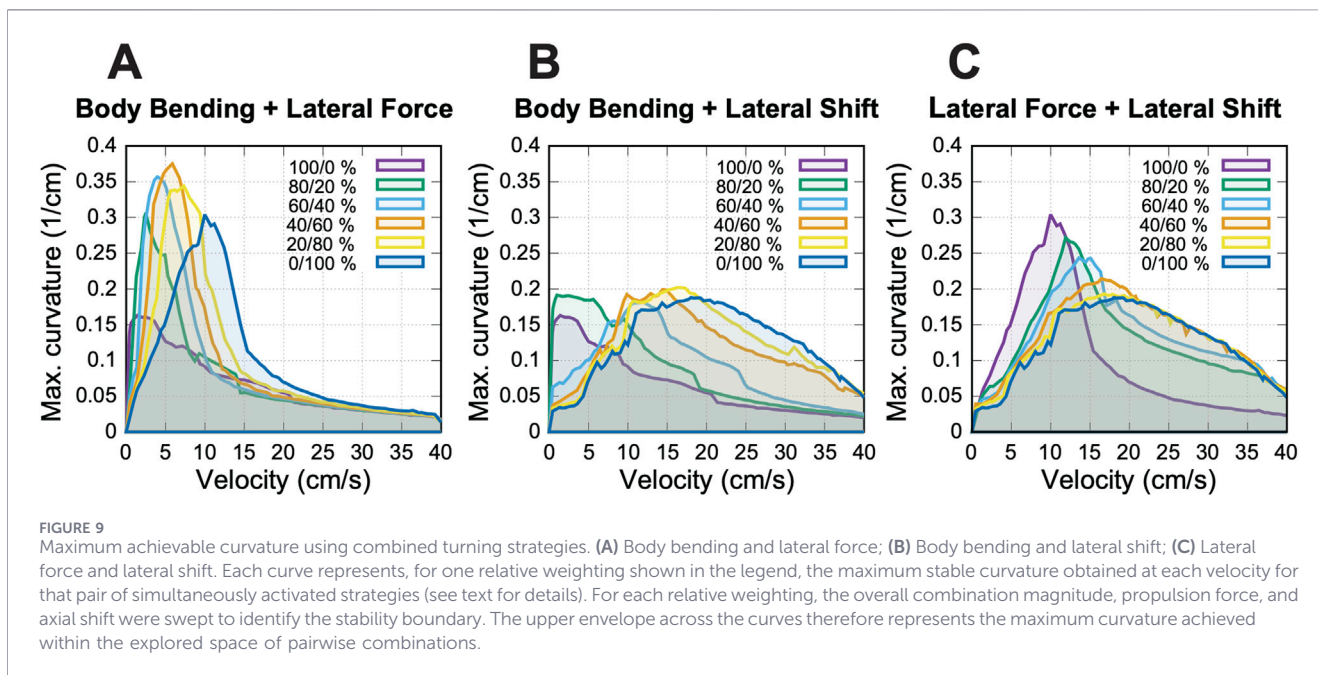 A
Body Bending + Lateral Force
Max. curvature (1/cm)
0.4
0.35
0.3
0.25
0.2
0.15
0.1
0.05
0
100/0 %
80/20 %
60/40 %
40/60 %
20/80 %
0/100 %
0 5 10 15 20 25 30 35 40
Velocity (cm/s)
B
Body Bending + Lateral Shift
Max. curvature (1/cm)
0.4
0.35
0.3
0.25
0.2
0.15
0.1
0.05
0
100/0 %
80/20 %
60/40 %
40/60 %
20/80 %
0/100 %
0 5 10 15 20 25 30 35 40
Velocity (cm/s)
C
Lateral Force + Lateral Shift
Max. curvature (1/cm)
0.4
0.35
0.3
0.25
0.2
0.15
0.1
0.05
0
100/0 %
80/20 %
60/40 %
40/60 %
20/80 %
0/100 %
0 5 10 15 20 25 30 35 40
Velocity (cm/s)
FIGURE 9
Maximum achievable curvature using combined turning strategies. (A) Body bending and lateral force; (B) Body bending and lateral shift; (C) Lateral
force and lateral shift. Each curve represents, for one relative weighting shown in the legend, the maximum stable curvature obtained at each velocity for
that pair of simultaneously activated strategies (see text for details). For each relative weighting, the overall combination magnitude, propulsion force, and
axial shift were swept to identify the stability boundary. The upper envelope across the curves therefore represents the maximum curvature achieved
within the explored space of pairwise combinations.